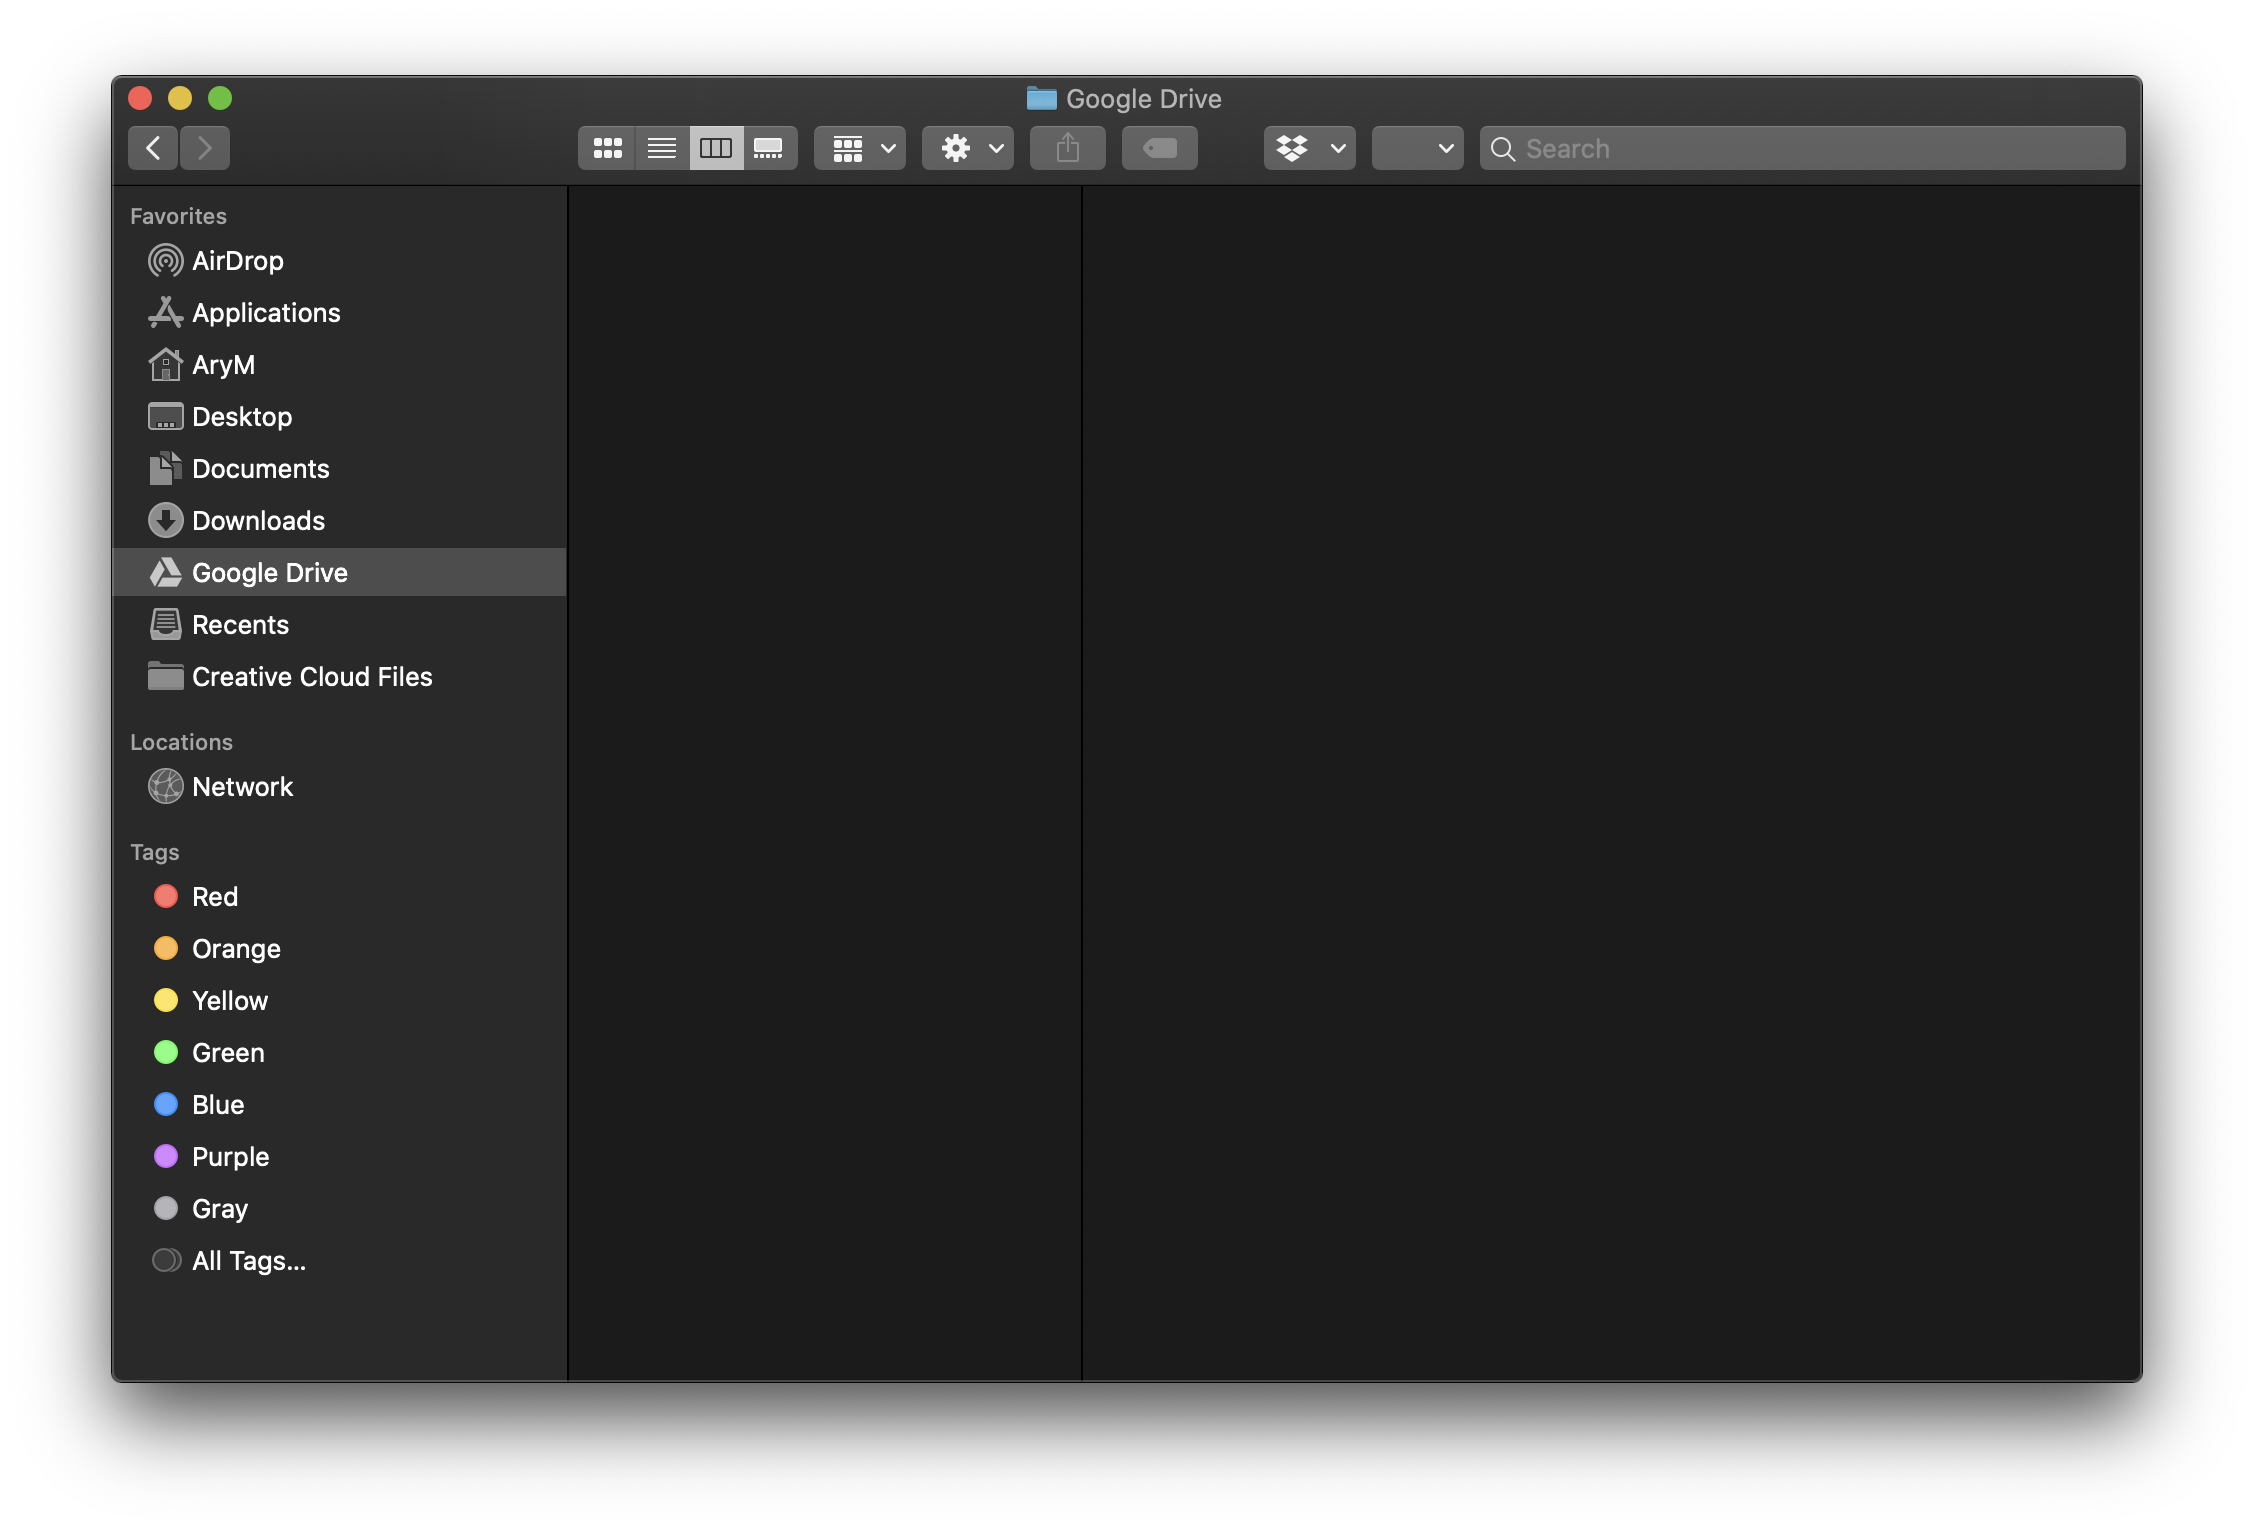 Google Drive
Search
Favorites
AirDrop
Applications
AryM
Desktop
Documents
Downloads
Google Drive
Recents
Creative Cloud Files
Locations
Network
Tags
Red
Orange
Yellow
Green
Blue
Purple
Gray
All Tags...